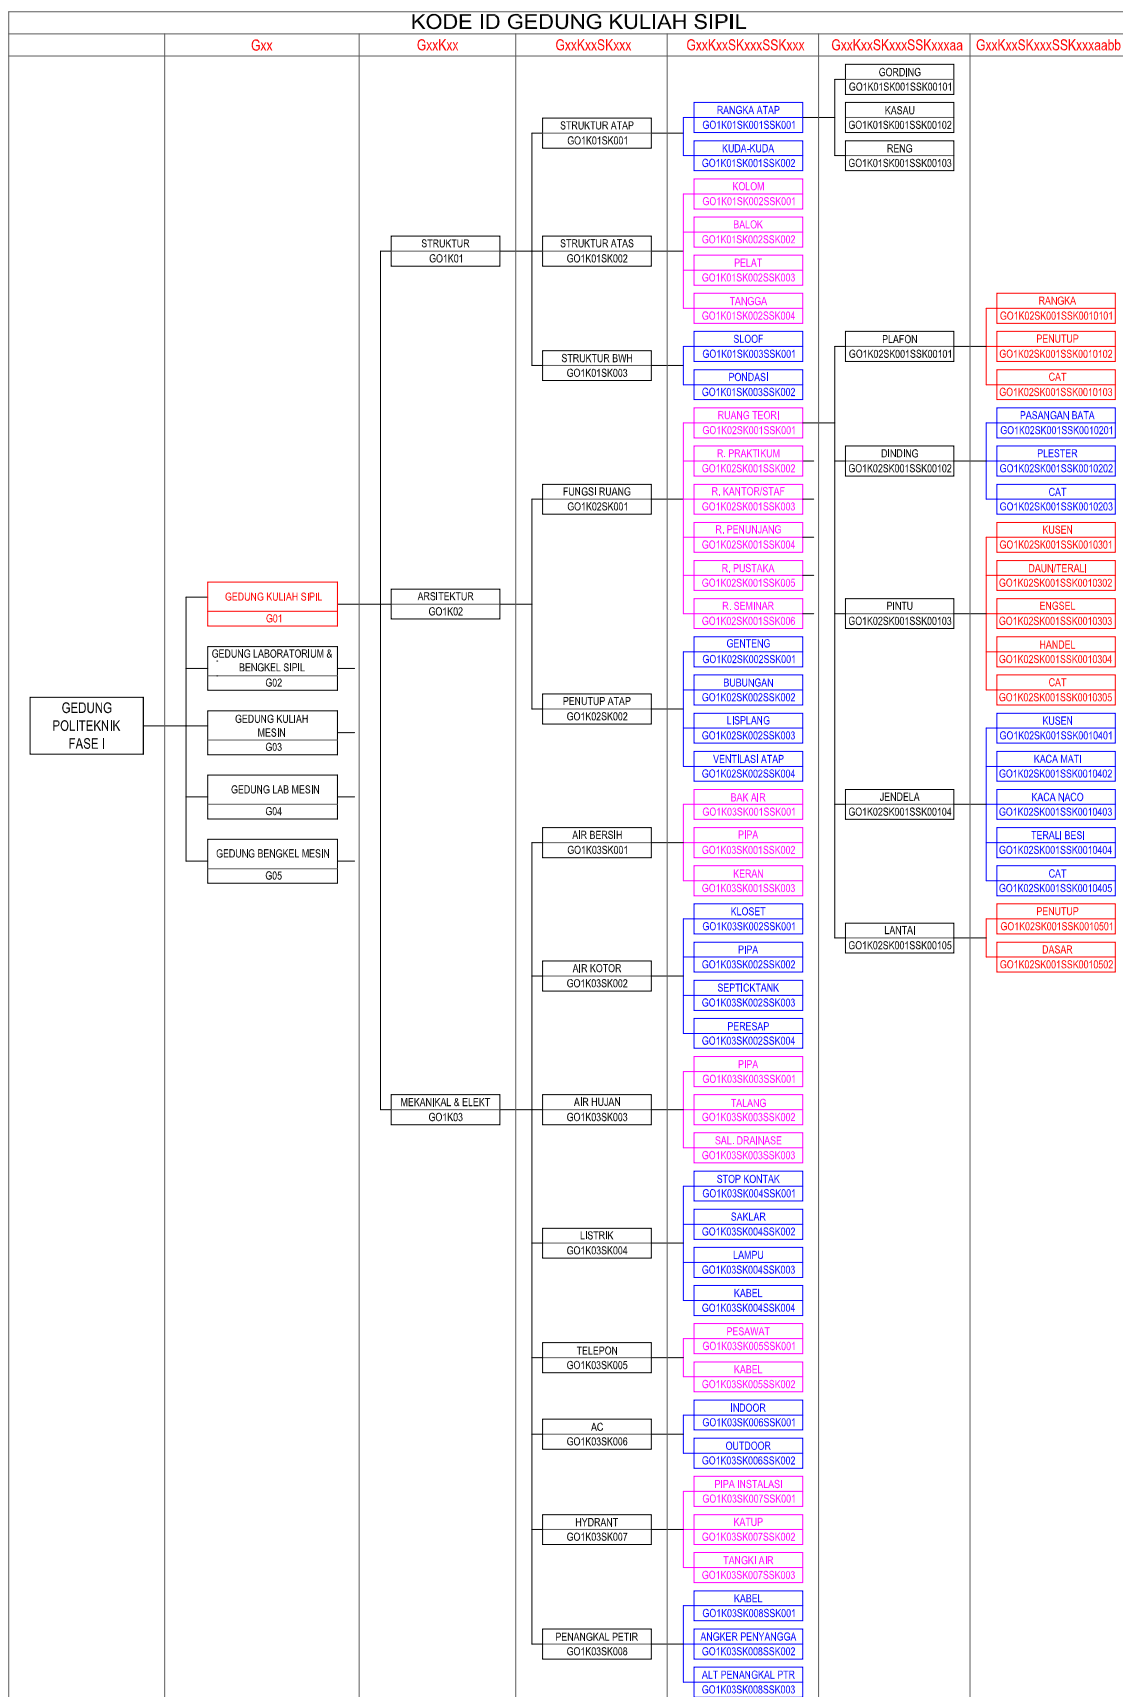 KODE ID GEDUNG KULIAH SIPIL
Gxx
GxxKxx
GxxKxxSKxxx
GxxKxxSKxxxSSKxxx
GxxKxxSKxxxSSKxxxaa
GxxKxxSKxxxSSKxxxaabb
GEDUNG
POLITEKNIK
FASE I
GEDUNG KULIAH SIPIL
G01
GEDUNG LABORATORIUM &
BENGKEL SIPIL
G02
GEDUNG KULIAH
MESIN
G03
GEDUNG LAB MESIN
G04
GEDUNG BENGKEL MESIN
G05
STRUKTUR
GO1K01
ARSITEKTUR
GO1K02
MEKANIKAL & ELEKT
GO1K03
STRUKTUR ATAP
GO1K01SK001
STRUKTUR ATAS
GO1K01SK002
STRUKTUR BWH
GO1K01SK003
FUNGSI RUANG
GO1K02SK001
PENUTUP ATAP
GO1K02SK002
AIR BERSIH
GO1K03SK001
AIR KOTOR
GO1K03SK002
AIR HUJAN
GO1K03SK003
LISTRIK
GO1K03SK004
TELEPON
GO1K03SK005
AC
GO1K03SK006
HYDRANT
GO1K03SK007
PENANGKAL PETIR
GO1K03SK008
RANGKA ATAP
GO1K01SK001SSK001
KUDA-KUDA
GO1K01SK001SSK002
KOLOM
GO1K01SK002SSK001
BALOK
GO1K01SK002SSK002
PELAT
GO1K01SK002SSK003
TANGGA
GO1K01SK002SSK004
SLOOF
GO1K01SK003SSK001
PONDASI
GO1K01SK003SSK002
RUANG TEORI
GO1K02SK001SSK001
R. PRAKTIKUM
GO1K02SK001SSK002
R. KANTOR/STAF
GO1K02SK001SSK003
R. PENUNJANG
GO1K02SK001SSK004
R. PUSTAKA
GO1K02SK001SSK005
R. SEMINAR
GO1K02SK001SSK006
GENTENG
GO1K02SK002SSK001
BUBUNGAN
GO1K02SK002SSK002
LISPLANG
GO1K02SK002SSK003
VENTILASI ATAP
GO1K02SK002SSK004
BAK AIR
GO1K03SK001SSK001
PIPA
GO1K03SK001SSK002
KERAN
GO1K03SK001SSK003
KLOSET
GO1K03SK002SSK001
PIPA
GO1K03SK002SSK002
SEPTICKTANK
GO1K03SK002SSK003
PERESAP
GO1K03SK002SSK004
PIPA
GO1K03SK003SSK001
TALANG
GO1K03SK003SSK002
SAL. DRAINASE
GO1K03SK003SSK003
STOP KONTAK
GO1K03SK004SSK001
SAKLAR
GO1K03SK004SSK002
LAMPU
GO1K03SK004SSK003
KABEL
GO1K03SK004SSK004
PESAWAT
GO1K03SK005SSK001
KABEL
GO1K03SK005SSK002
INDOOR
GO1K03SK006SSK001
OUTDOOR
GO1K03SK006SSK002
PIPA INSTALASI
GO1K03SK007SSK001
KATUP
GO1K03SK007SSK002
TANGKI AIR
GO1K03SK007SSK003
KABEL
GO1K03SK008SSK001
ANGKER PENYANGGA
GO1K03SK008SSK002
ALT PENANGKAL PTR
GO1K03SK008SSK003
GORDING
GO1K01SK001SSK00101
KASAU
GO1K01SK001SSK00102
RENG
GO1K01SK001SSK00103
PLAFON
GO1K02SK001SSK00101
DINDING
GO1K02SK001SSK00102
PINTU
GO1K02SK001SSK00103
JENDELA
GO1K02SK001SSK00104
LANTAI
GO1K02SK001SSK00105
RANGKA
GO1K02SK001SSK0010101
PENUTUP
GO1K02SK001SSK0010102
CAT
GO1K02SK001SSK0010103
PASANGAN BATA
GO1K02SK001SSK0010201
PLESTER
GO1K02SK001SSK0010202
CAT
GO1K02SK001SSK0010203
KUSEN
GO1K02SK001SSK0010301
DAUN/TERALI
GO1K02SK001SSK0010302
ENGSEL
GO1K02SK001SSK0010303
HANDEL
GO1K02SK001SSK0010304
CAT
GO1K02SK001SSK0010305
KUSEN
GO1K02SK001SSK0010401
KACA MATI
GO1K02SK001SSK0010402
KACA NACO
GO1K02SK001SSK0010403
TERALI BESI
GO1K02SK001SSK0010404
CAT
GO1K02SK001SSK0010405
PENUTUP
GO1K02SK001SSK0010501
DASAR
GO1K02SK001SSK0010502